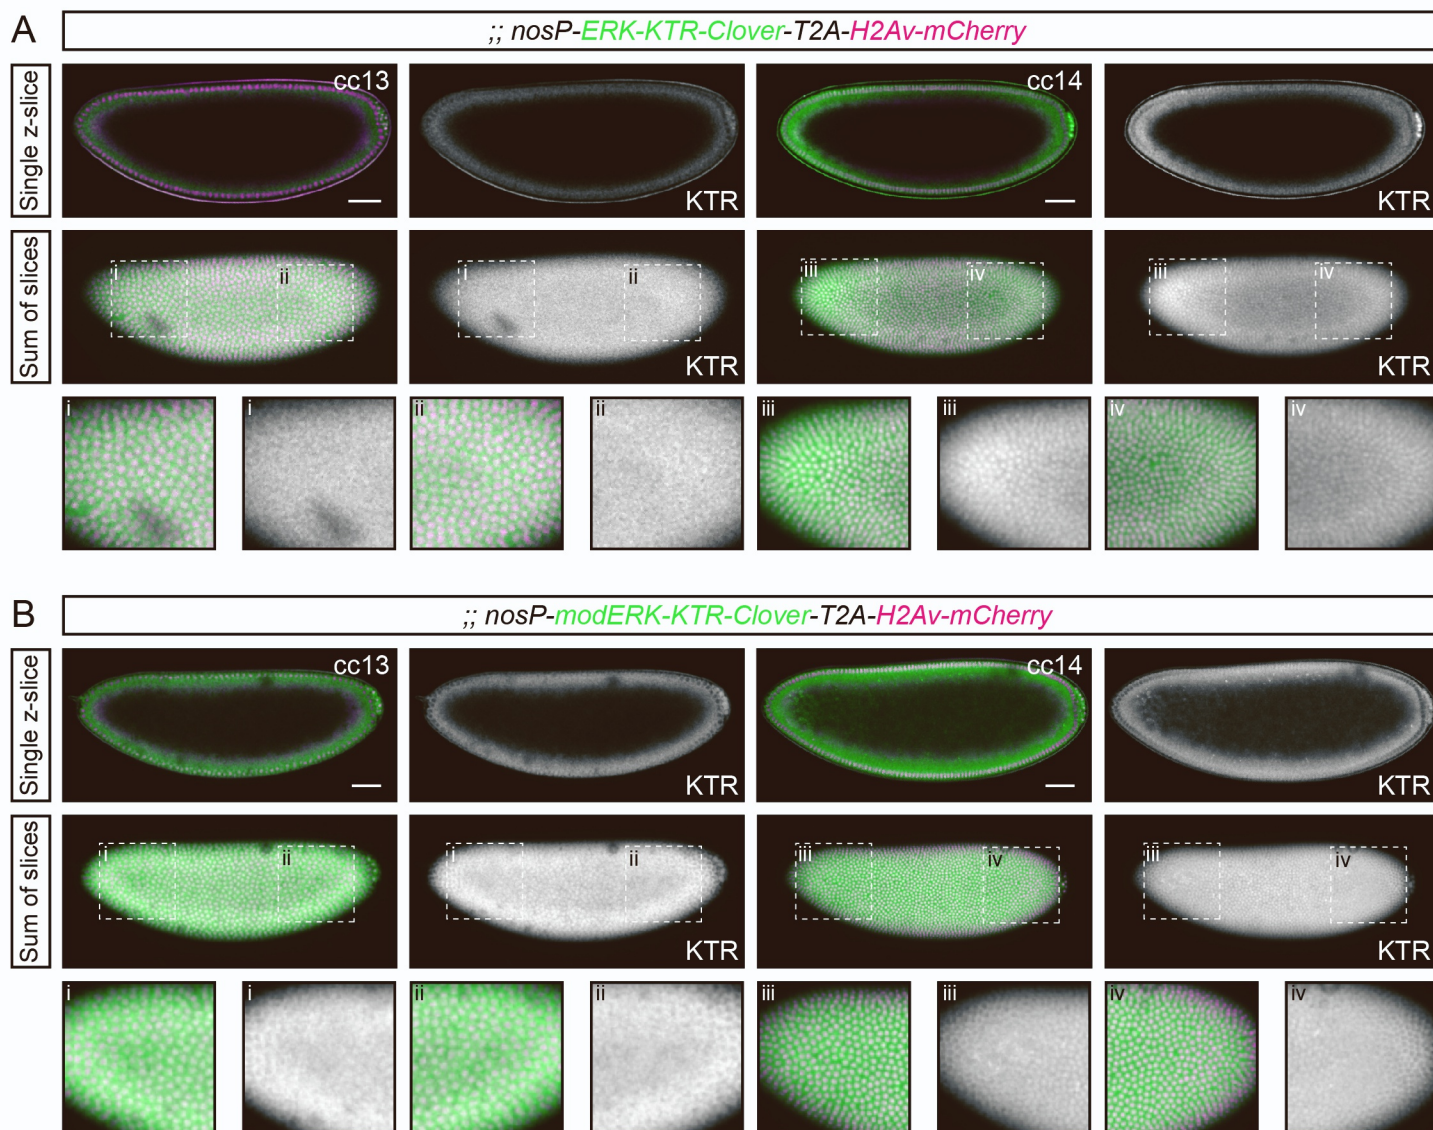 A
;; nosP-ERK-KTR-Clover-T2A-H2Av-mCherry
Single z-slice
cc13
KTR
cc14
KTR
Sum of slices
i
ii
i
ii
KTR
iii
iv
iii
iv
KTR
i
i
ii
ii
iii
iii
iv
iv
B
;; nosP-modERK-KTR-Clover-T2A-H2Av-mCherry
Single z-slice
cc13
KTR
cc14
KTR
Sum of slices
i
ii
i
ii
KTR
iii
iv
iii
iv
KTR
i
i
ii
ii
iii
iii
iv
iv